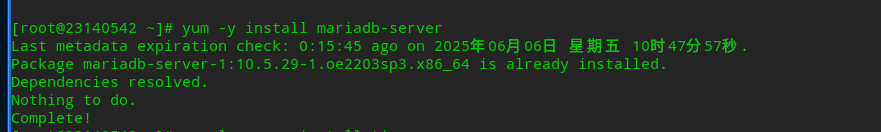 [root@23140542 ~]# yum -y install mariadb-server
Last metadata expiration check: 0:15:45 ago on 2025年06月06日 星期五 10时47分57秒.
Package mariadb-server-1:10.5.29-1.oe2203sp3.x86_64 is already installed.
Dependencies resolved.
Nothing to do.
Complete!